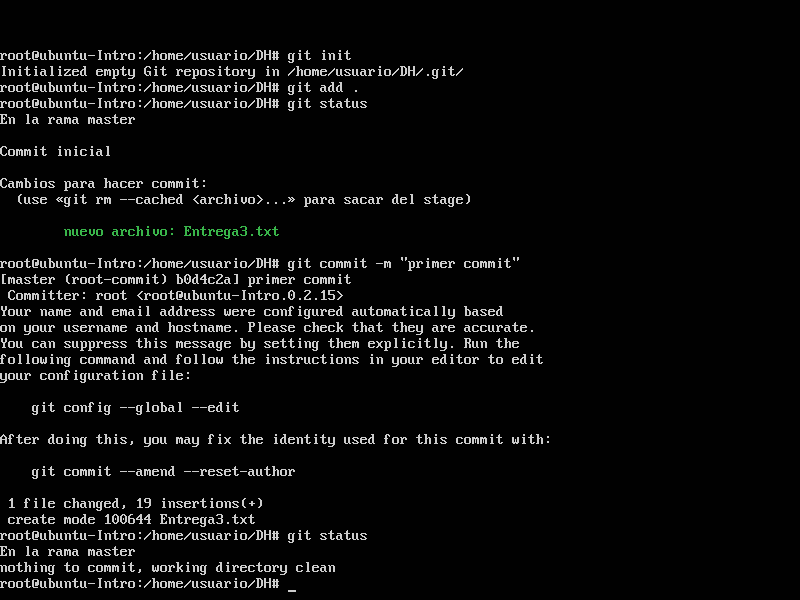 root@ubuntu-Intro:/home/usuario/DH# git init
Initialized empty Git repository in /home/usuario/DH/.git/
root@ubuntu-Intro:/home/usuario/DH# git add .
root@ubuntu-Intro:/home/usuario/DH# git status
En la rama master
Commit inicial
Cambios para hacer commit:
  (use «git rm --cached <archivo>...» para sacar del stage)
        nuevo archivo: Entrega3.txt
root@ubuntu-Intro:/home/usuario/DH# git commit -m "primer commit"
[master (root-commit) b0d4c2a] primer commit
 Committer: root <root@ubuntu-Intro.0.2.15>
Your name and email address were configured automatically based
on your username and hostname. Please check that they are accurate.
You can suppress this message by setting them explicitly. Run the
following command and follow the instructions in your editor to edit
your configuration file:
    git config --global --edit
After doing this, you may fix the identity used for this commit with:
    git commit --amend --reset-author
 1 file changed, 19 insertions(+)
 create mode 100644 Entrega3.txt
root@ubuntu-Intro:/home/usuario/DH# git status
En la rama master
nothing to commit, working directory clean
root@ubuntu-Intro:/home/usuario/DH# _